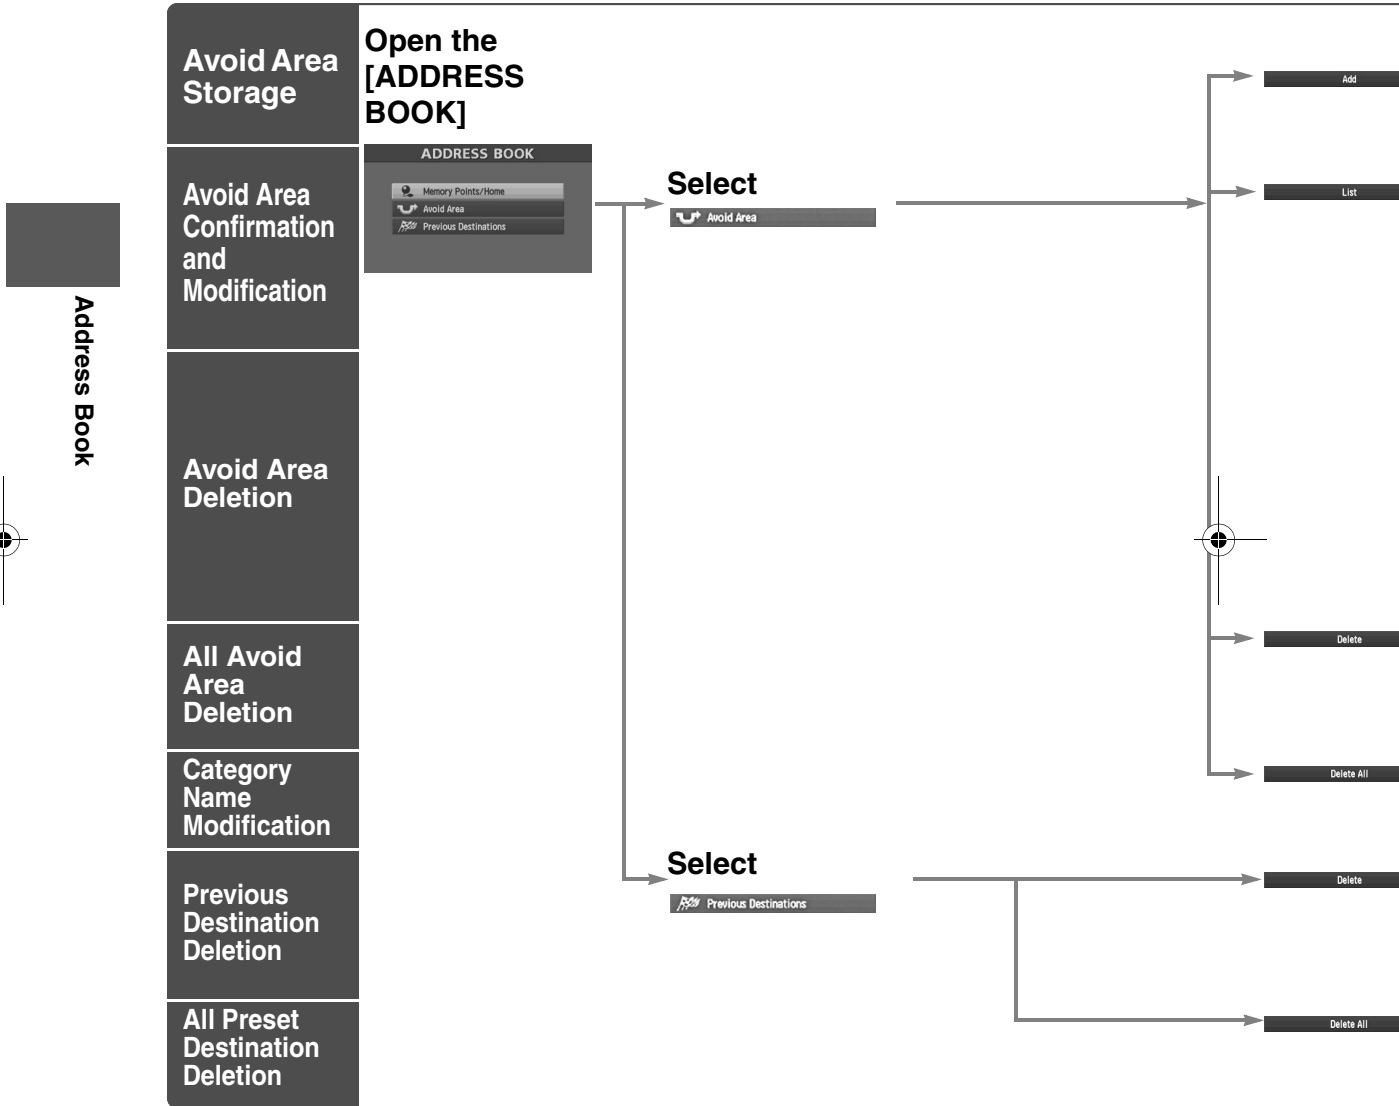 Avoid Area
Storage
Open the
[ADDRESS
BOOK]
Add
Avoid Area
Confirmation
and
Modification
ADDRESS BOOK
Memory Points/Home
Avoid Area
Previous Destinations
Select
Avoid Area
List
Address Book
Avoid Area
Deletion
Delete
All Avoid
Area
Deletion
Delete All
Category
Name
Modification
Select
Previous Destinations
Delete
Previous
Destination
Deletion
Delete All
All Preset
Destination
Deletion